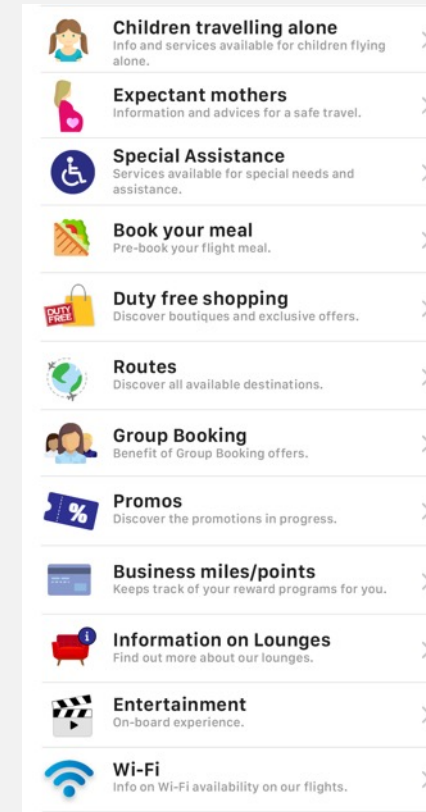 Children travelling alone
Info and services available for children flying
alone.
Expectant mothers
Information and advices for a safe travel.
Special Assistance
Services available for special needs and
assistance.
Book your meal
Pre-book your flight meal.
DUTY
FREE
Duty free shopping
Discover boutiques and exclusive offers.
Routes
Discover all available destinations.
Group Booking
Benefit of Group Booking offers.
%
Promos
Discover the promotions in progress.
Business miles/points
Keeps track of your reward programs for you.
i
Information on Lounges
Find out more about our lounges.
Entertainment
On-board experience.
Wi-Fi
Info on Wi-Fi availability on our flights.